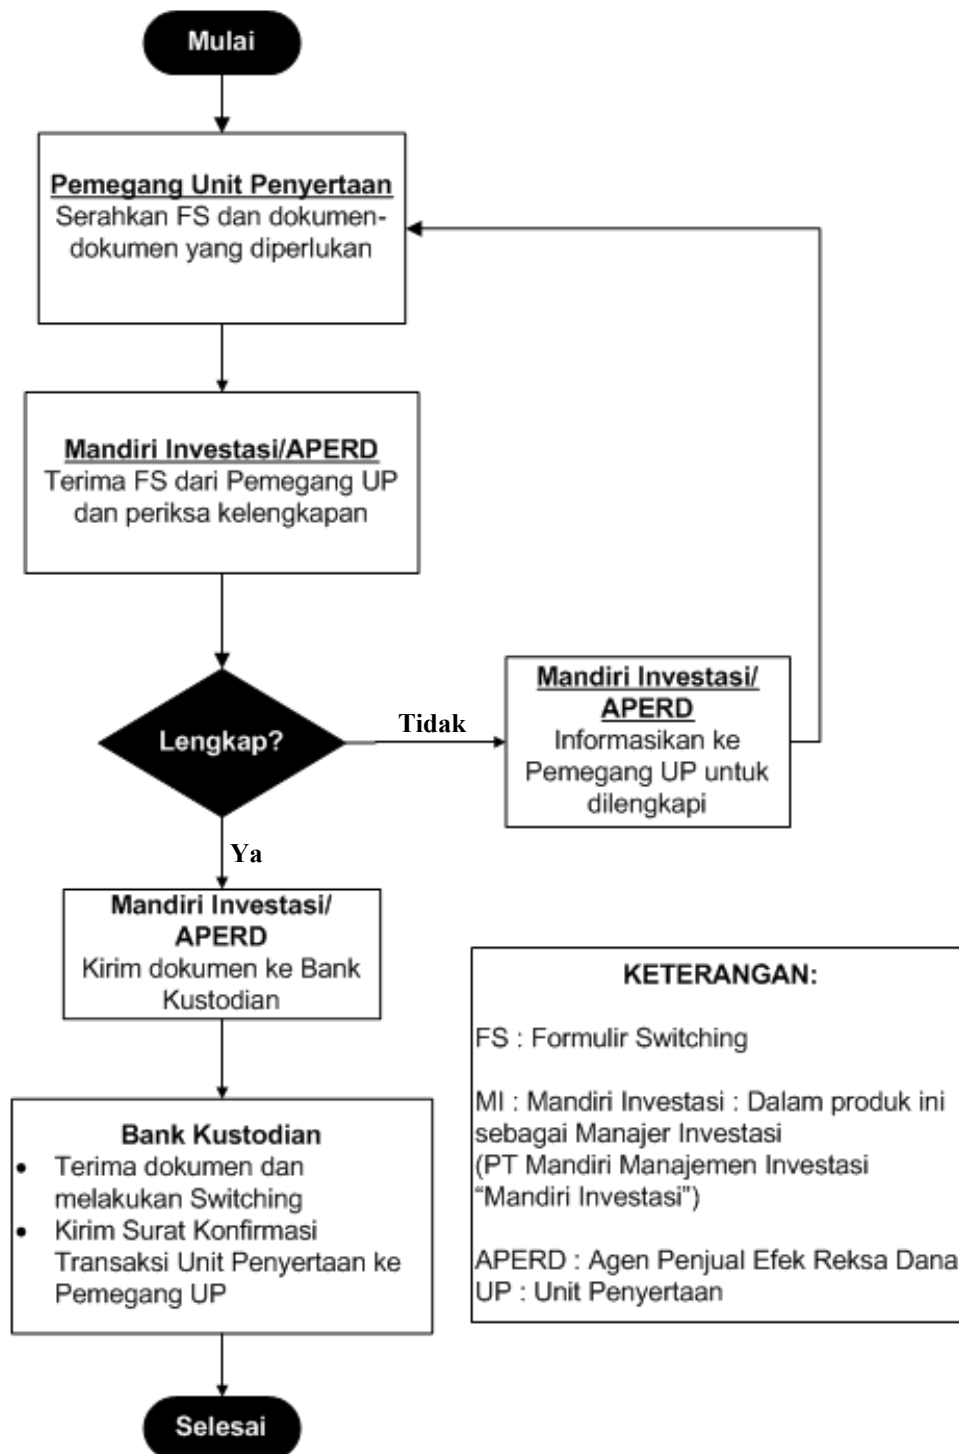 Mulai
Pemegang Unit Penyertaan
Serahkan FS dan dokumen-
dokumen yang diperlukan
Mandiri Investasi/APERD
Terima FS dari Pemegang UP
dan periksa kelengkapan
Lengkap?
Tidak
Mandiri Investasi/
APERD
Informasikan ke
Pemegang UP untuk
dilengkapi
Ya
Mandiri Investasi/
APERD
Kirim dokumen ke Bank
Kustodian
Bank Kustodian
• Terima dokumen dan
melakukan Switching
• Kirim Surat Konfirmasi
Transaksi Unit Penyertaan ke
Pemegang UP
Selesai
KETERANGAN:
FS : Formulir Switching
MI : Mandiri Investasi : Dalam produk ini
sebagai Manajer Investasi
(PT Mandiri Manajemen Investasi
“Mandiri Investasi”)
APERD : Agen Penjual Efek Reksa Dana
UP : Unit Penyertaan